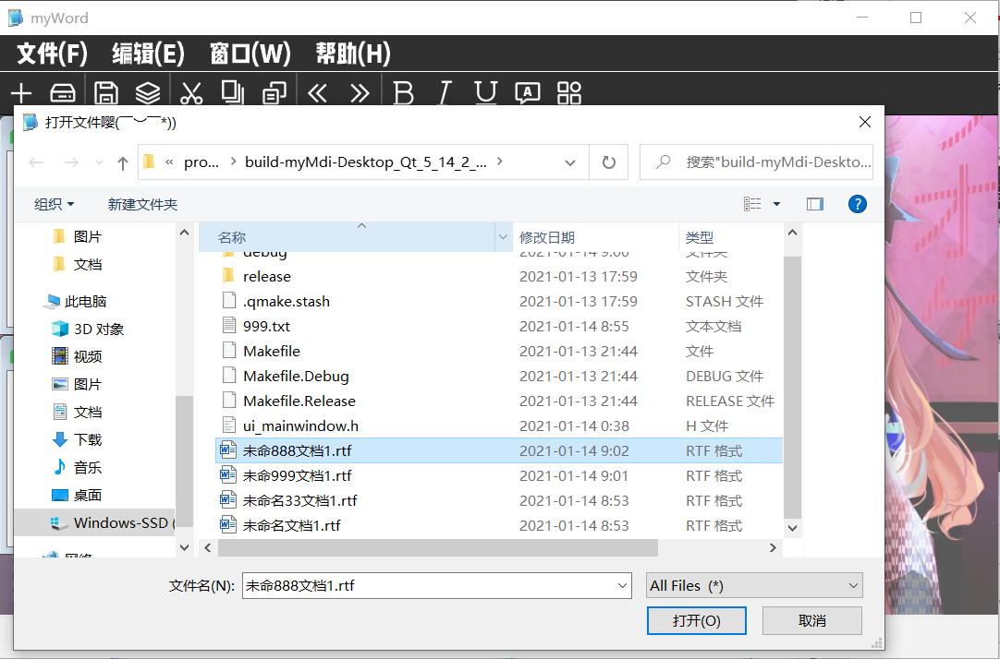 myWord
文件(F) 编辑(E) 窗口(W) 帮助(H)
B I U A
打开文件嘤(￣︶￣*))
« pro... › build-myMdi-Desktop_Qt_5_14_2_... ›
搜索"build-myMdi-Deskto...
组织 新建文件夹
?
图片
文档
此电脑
3D 对象
视频
图片
文档
下载
音乐
桌面
Windows-SSD (
网络
名称 修改日期 类型
debug 2021-01-14 9:00 文件夹
release 2021-01-13 17:59 文件夹
.qmake.stash 2021-01-13 17:59 STASH 文件
999.txt 2021-01-14 8:55 文本文档
Makefile 2021-01-13 21:44 文件
Makefile.Debug 2021-01-13 21:44 DEBUG 文件
Makefile.Release 2021-01-13 21:44 RELEASE 文件
ui_mainwindow.h 2021-01-14 0:38 H 文件
未命888文档1.rtf 2021-01-14 9:02 RTF 格式
未命999文档1.rtf 2021-01-14 9:01 RTF 格式
未命名33文档1.rtf 2021-01-14 8:53 RTF 格式
未命名文档1.rtf 2021-01-14 8:53 RTF 格式
文件名(N): 未命888文档1.rtf All Files (*)
打开(O) 取消